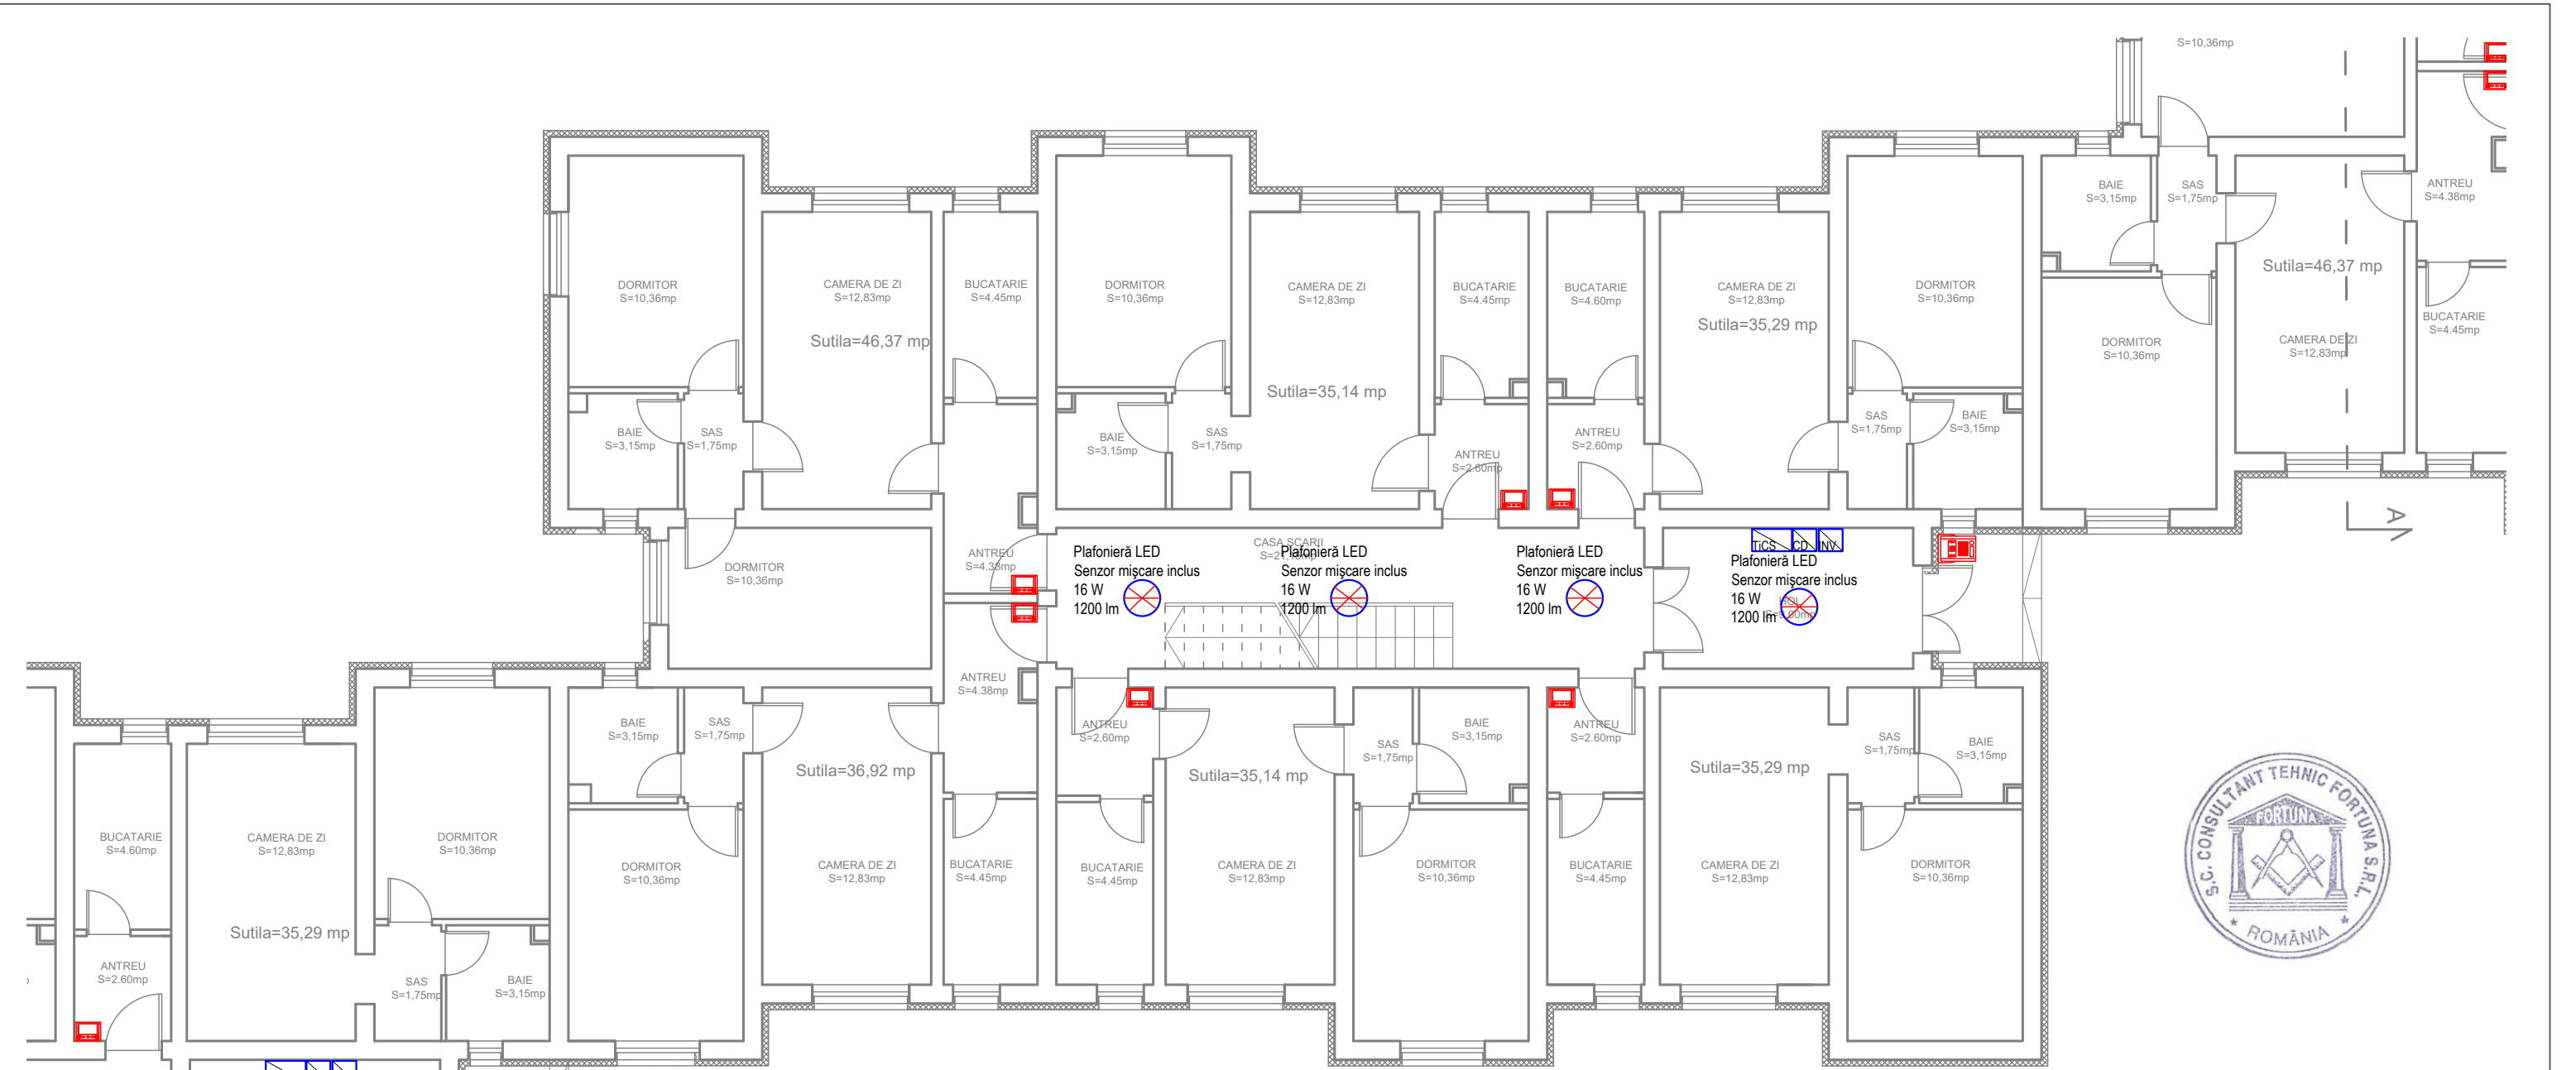 S=10,36mp
BAIE
S=3,15mp
SAS
S=1,75mp
ANTREU
S=4.38mp
Sutila=46,37 mp
DORMITOR
S=10,36mp
CAMERA DE ZI
S=12,83mp
BUCATARIE
S=4.45mp
DORMITOR
S=10,36mp
CAMERA DE ZI
S=12,83mp
BUCATARIE
S=4.45mp
BUCATARIE
S=4.60mp
CAMERA DE ZI
S=12,83mp
DORMITOR
S=10,36mp
BUCATARIE
S=4.45mp
Sutila=46,37 mp
Sutila=35,14 mp
Sutila=35,29 mp
DORMITOR
S=10,36mp
CAMERA DE ZI
S=12,83mp
BAIE
S=3,15mp
SAS
S=1,75mp
BAIE
S=3,15mp
SAS
S=1,75mp
ANTREU
S=2.60mp
ANTREU
S=2.60mp
SAS
S=1,75mp
BAIE
S=3,15mp
A
DORMITOR
S=10,36mp
ANTREU
S=4.38mp
CASA SCARII
Plafonieră LED
Senzor mişcare inclus
16 W
1200 lm
Plafonieră LED
Senzor mişcare inclus
16 W
1200 lm
Plafonieră LED
Senzor mişcare inclus
16 W
1200 lm
TiCS CD INV
Plafonieră LED
Senzor mişcare inclus
16 W
1200 lm
HOL
ANTREU
S=4.38mp
BAIE
S=3,15mp
SAS
S=1,75mp
ANTREU
S=2.60mp
SAS
S=1,75mp
BAIE
S=3,15mp
ANTREU
S=2.60mp
SAS
S=1,75mp
BAIE
S=3,15mp
Sutila=36,92 mp
Sutila=35,14 mp
Sutila=35,29 mp
BUCATARIE
S=4.60mp
CAMERA DE ZI
S=12,83mp
DORMITOR
S=10,36mp
DORMITOR
S=10,36mp
CAMERA DE ZI
S=12,83mp
BUCATARIE
S=4.45mp
BUCATARIE
S=4.45mp
CAMERA DE ZI
S=12,83mp
DORMITOR
S=10,36mp
BUCATARIE
S=4.45mp
CAMERA DE ZI
S=12,83mp
DORMITOR
S=10,36mp
Sutila=35,29 mp
ANTREU
S=2.60mp
SAS
S=1,75mp
BAIE
S=3,15mp
S.C. CONSULTANT TEHNIC FORTUNA S.R.L.
FORTUNA
* ROMÂNIA *